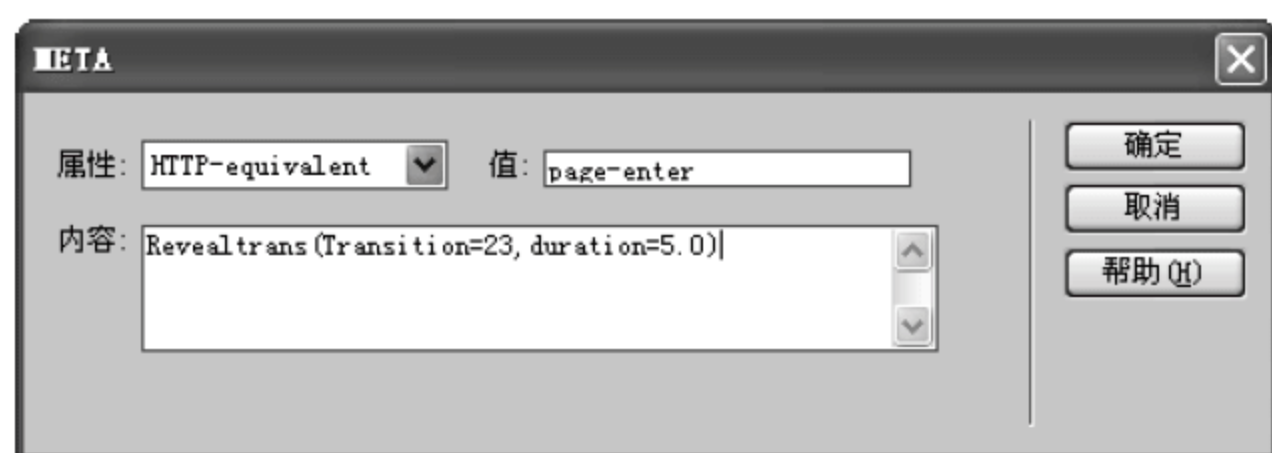 META
属性: HTTP-equivalent 值: page-enter 确定
取消
内容: Revealtrans(Transition=23, duration=5.0)
帮助(H)